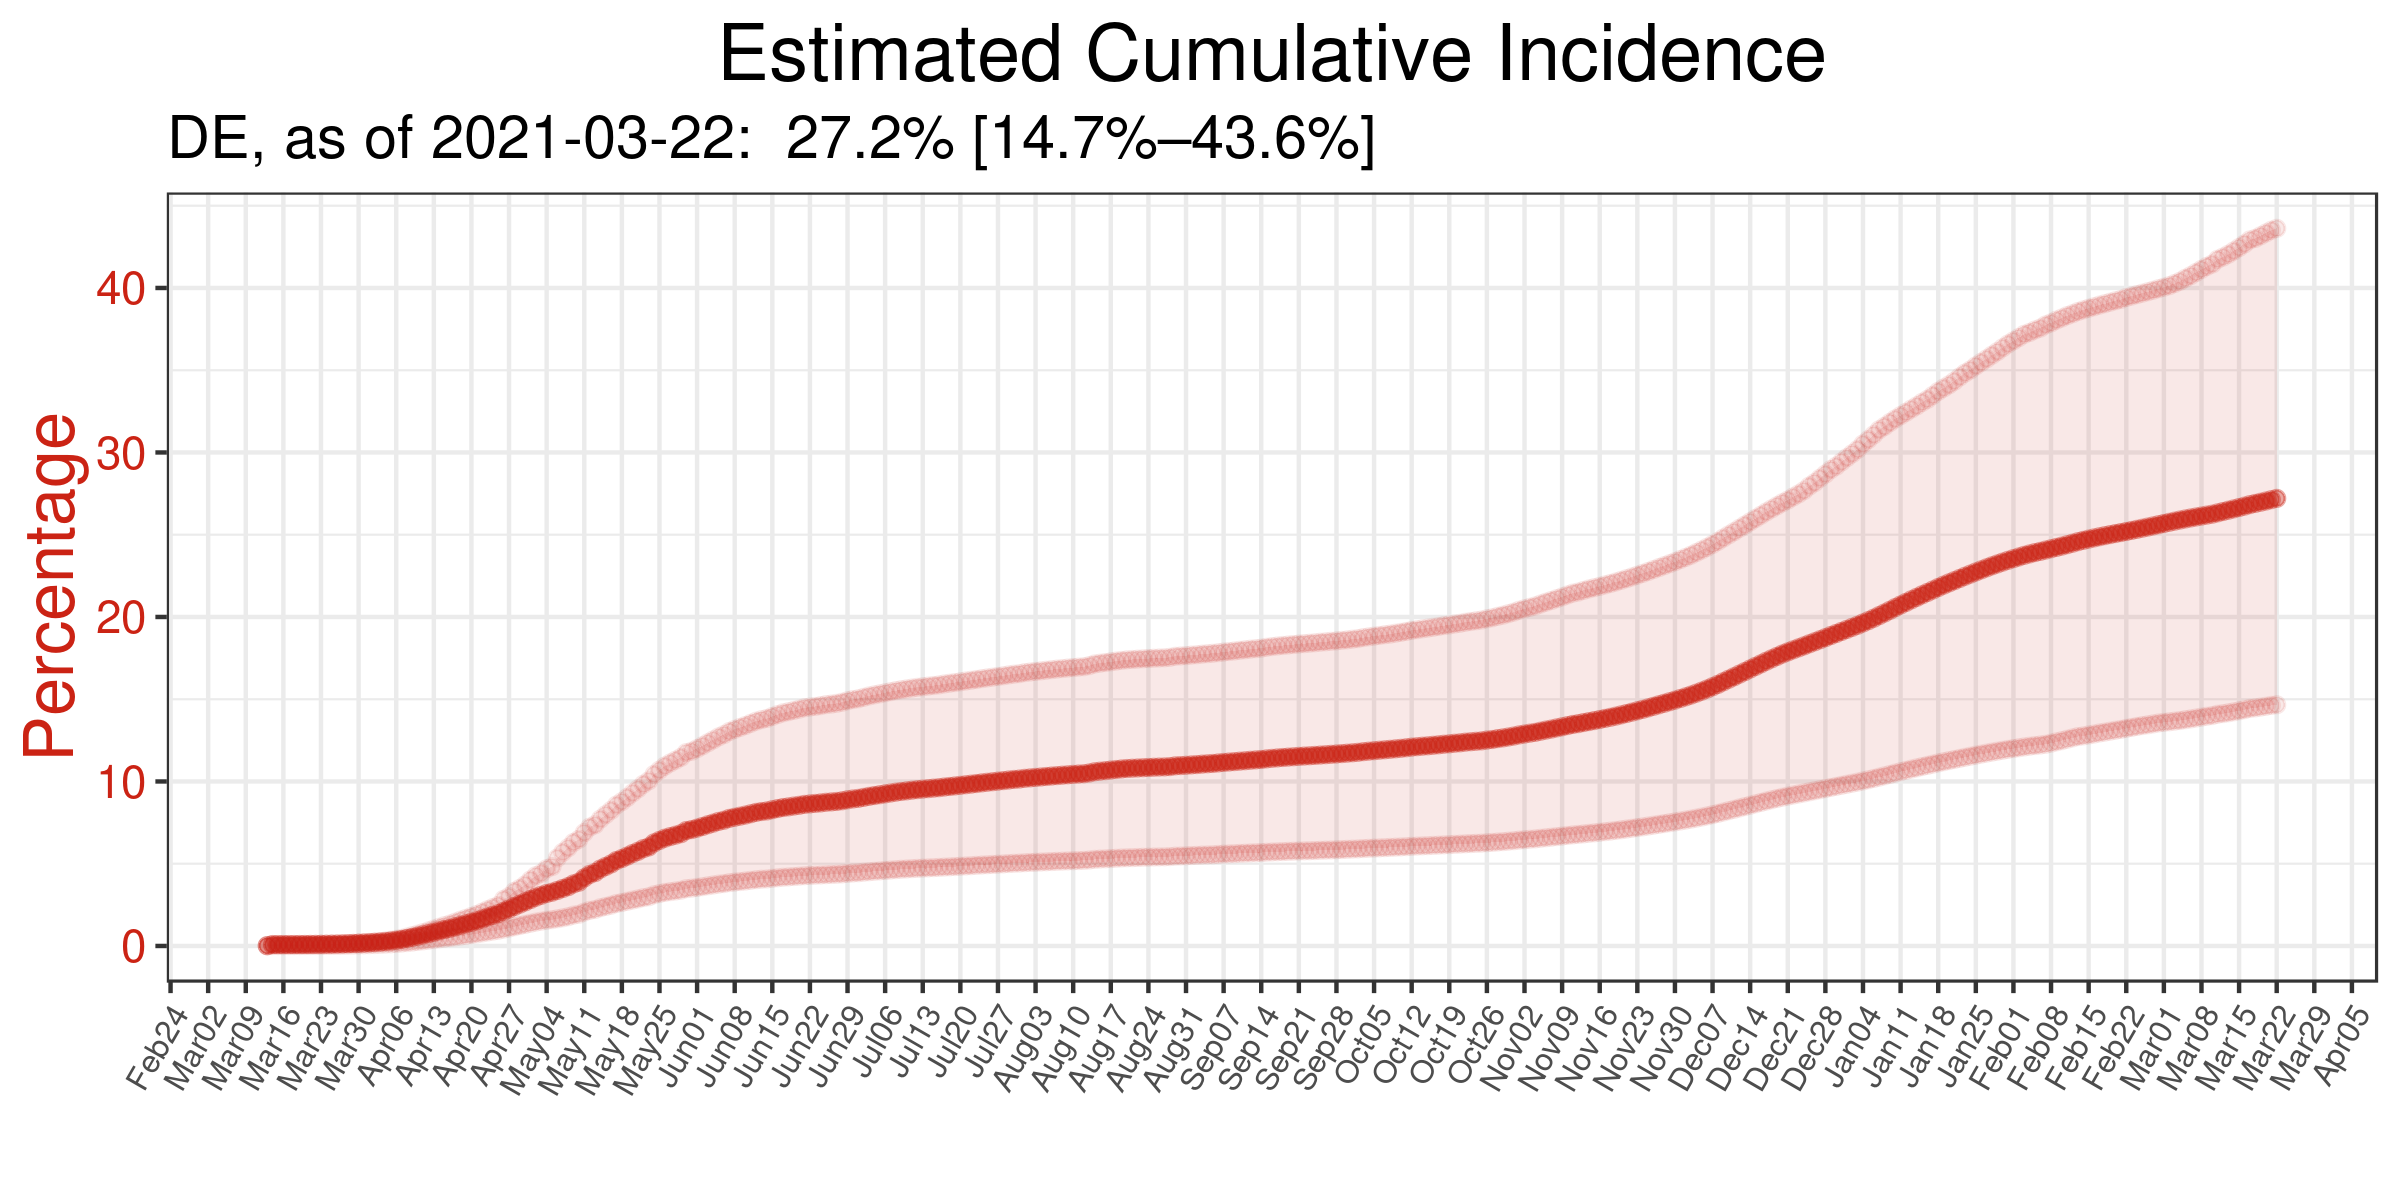 Estimated Cumulative Incidence
DE, as of 2021-03-22:  27.2% [14.7%–43.6%]
Percentage
40
30
20
10
0
Feb24
Mar02
Mar09
Mar16
Mar23
Mar30
Apr06
Apr13
Apr20
Apr27
May04
May11
May18
May25
Jun01
Jun08
Jun15
Jun22
Jun29
Jul06
Jul13
Jul20
Jul27
Aug03
Aug10
Aug17
Aug24
Aug31
Sep07
Sep14
Sep21
Sep28
Oct05
Oct12
Oct19
Oct26
Nov02
Nov09
Nov16
Nov23
Nov30
Dec07
Dec14
Dec21
Dec28
Jan04
Jan11
Jan18
Jan25
Feb01
Feb08
Feb15
Feb22
Mar01
Mar08
Mar15
Mar22
Mar29
Apr05